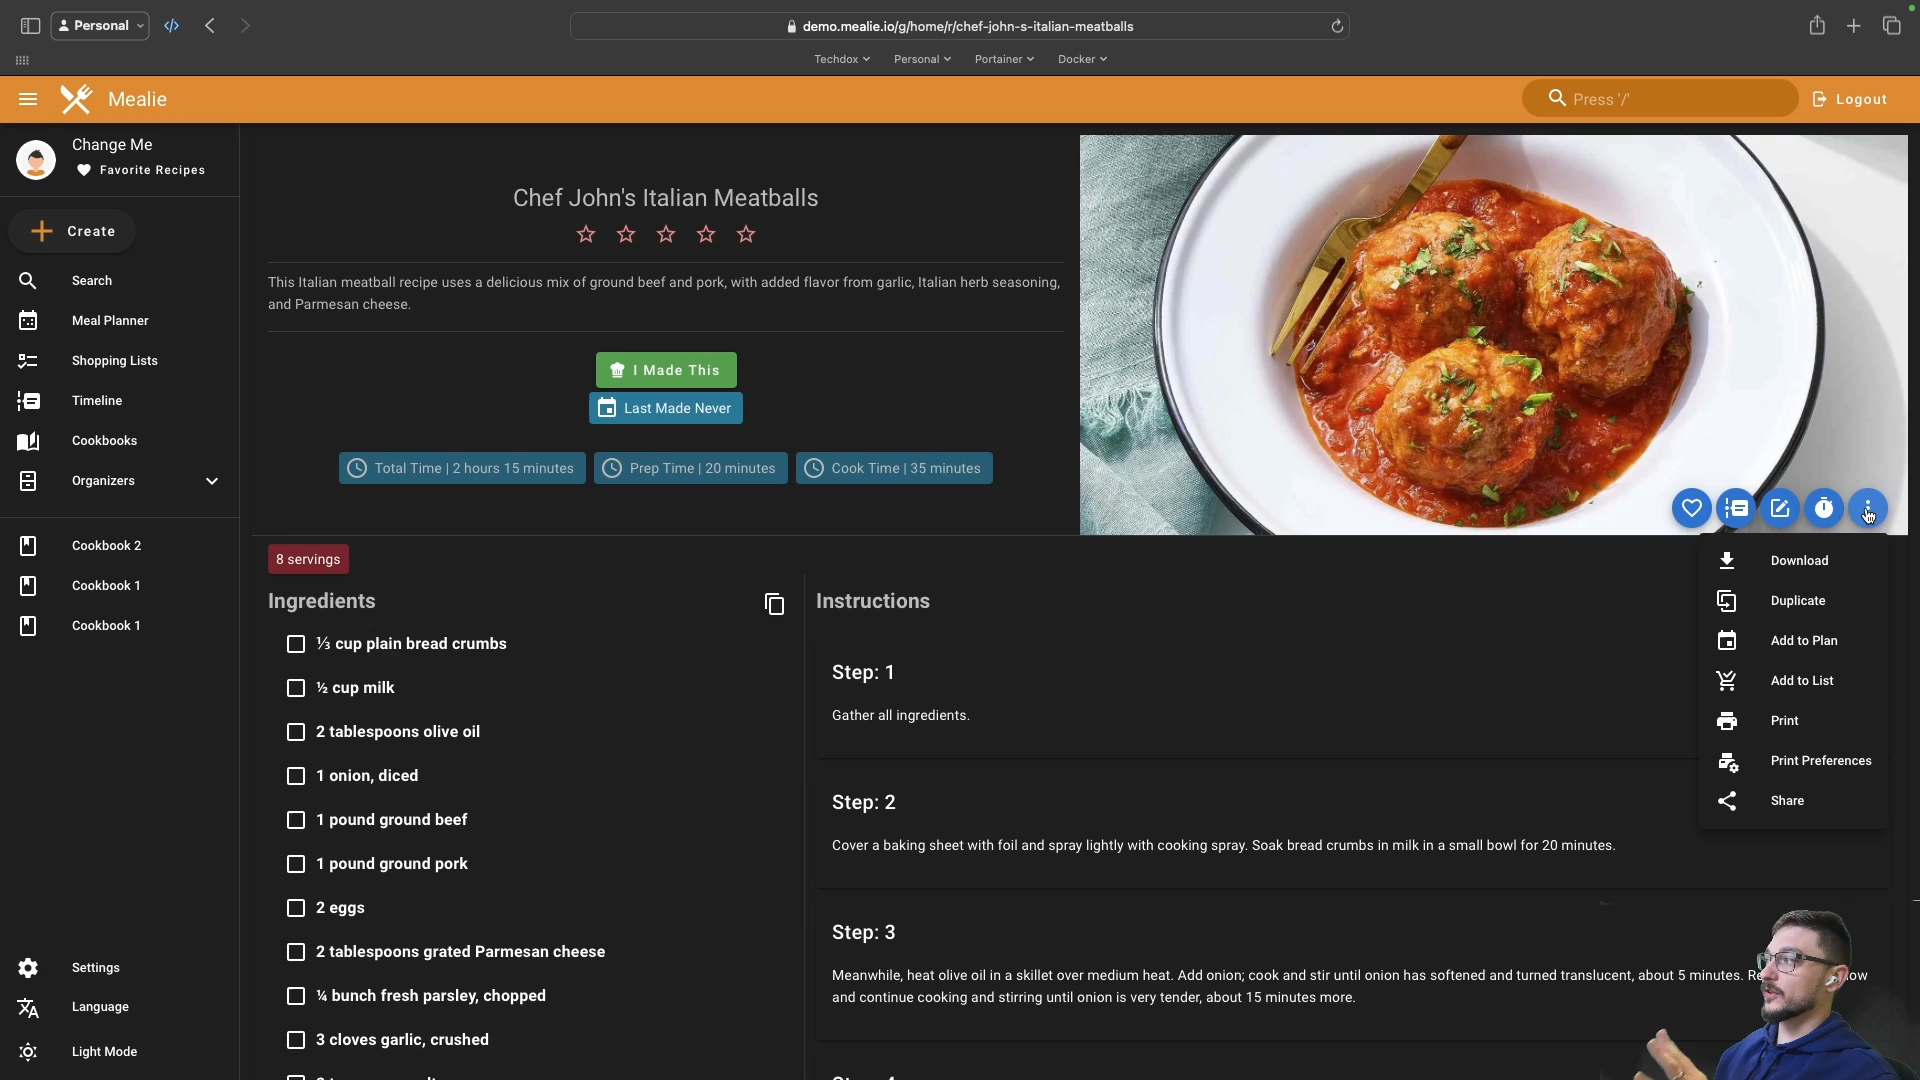 Personal
demo.mealie.io/g/home/r/chef-john-s-italian-meatballs
Techdox
Personal
Portainer
Docker
Mealie
Press '/'
Logout
Change Me
Favorite Recipes
Create
Search
Meal Planner
Shopping Lists
Timeline
Cookbooks
Organizers
Cookbook 2
Cookbook 1
Cookbook 1
Settings
Language
Light Mode
Chef John's Italian Meatballs
This Italian meatball recipe uses a delicious mix of ground beef and pork, with added flavor from garlic, Italian herb seasoning,
and Parmesan cheese.
I Made This
Last Made Never
Total Time | 2 hours 15 minutes
Prep Time | 20 minutes
Cook Time | 35 minutes
8 servings
Ingredients
⅓ cup plain bread crumbs
½ cup milk
2 tablespoons olive oil
1 onion, diced
1 pound ground beef
1 pound ground pork
2 eggs
2 tablespoons grated Parmesan cheese
¼ bunch fresh parsley, chopped
3 cloves garlic, crushed
Instructions
Step: 1
Gather all ingredients.
Step: 2
Cover a baking sheet with foil and spray lightly with cooking spray. Soak bread crumbs in milk in a small bowl for 20 minutes.
Step: 3
Meanwhile, heat olive oil in a skillet over medium heat. Add onion; cook and stir until onion has softened and turned translucent, about 5 minutes.
and continue cooking and stirring until onion is very tender, about 15 minutes more.
Download
Duplicate
Add to Plan
Add to List
Print
Print Preferences
Share